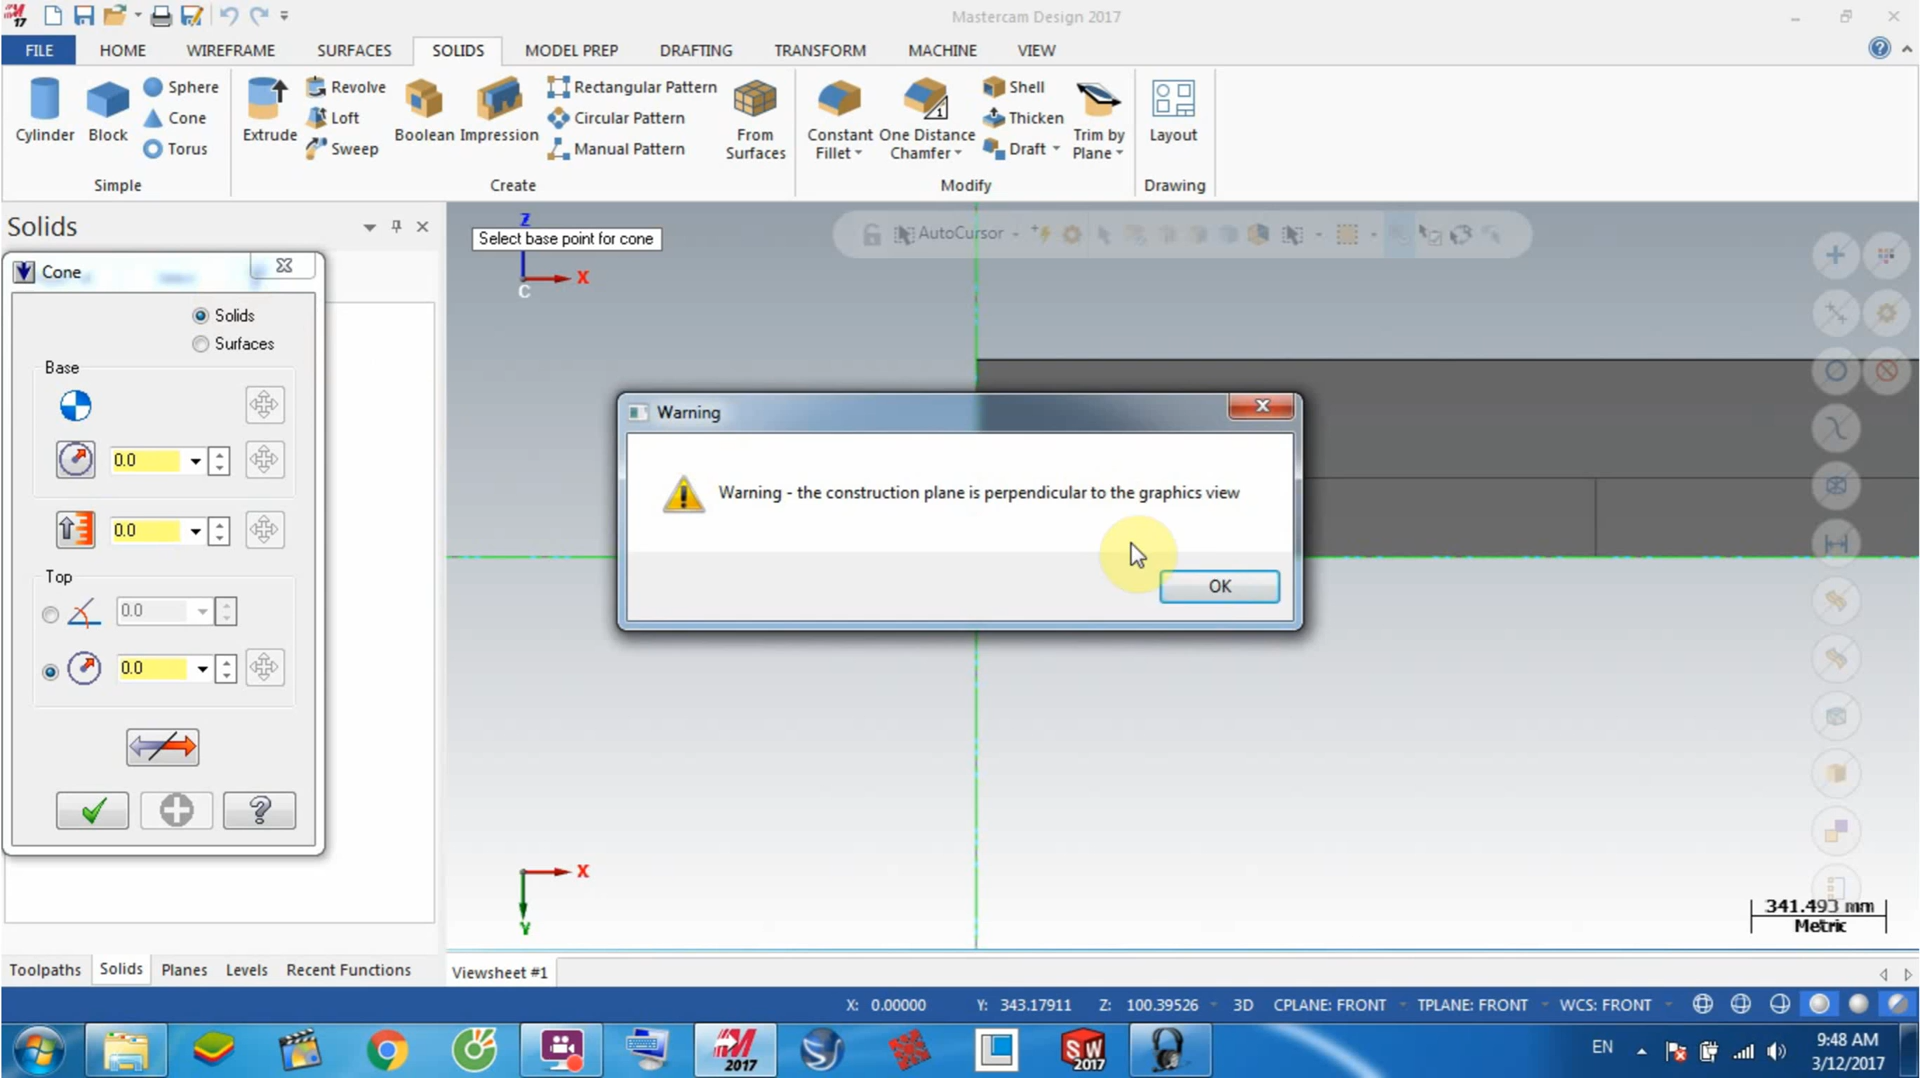 17
Mastercam Design 2017
FILE HOME WIREFRAME SURFACES SOLIDS MODEL PREP DRAFTING TRANSFORM MACHINE VIEW
Cylinder
Block
Sphere
Cone
Torus
Simple
Extrude
Revolve
Loft
Sweep
Boolean
Impression
Rectangular Pattern
Circular Pattern
Manual Pattern
From
Surfaces
Create
Constant
Fillet
One Distance
Chamfer
1
Shell
Thicken
Draft
Trim by
Plane
Modify
Layout
Drawing
Solids
Cone
Solids
Surfaces
Base
0.0
0.0
Top
0.0
0.0
Z
Select base point for cone
X
C
AutoCursor
Warning
Warning - the construction plane is perpendicular to the graphics view
OK
X
Y
341.493 mm
Metric
Toolpaths Solids Planes Levels Recent Functions
Viewsheet #1
X: 0.00000 Y: 343.17911 Z: 100.39526 3D CPLANE: FRONT TPLANE: FRONT WCS: FRONT
2017
SW
2017
EN
9:48 AM
3/12/2017